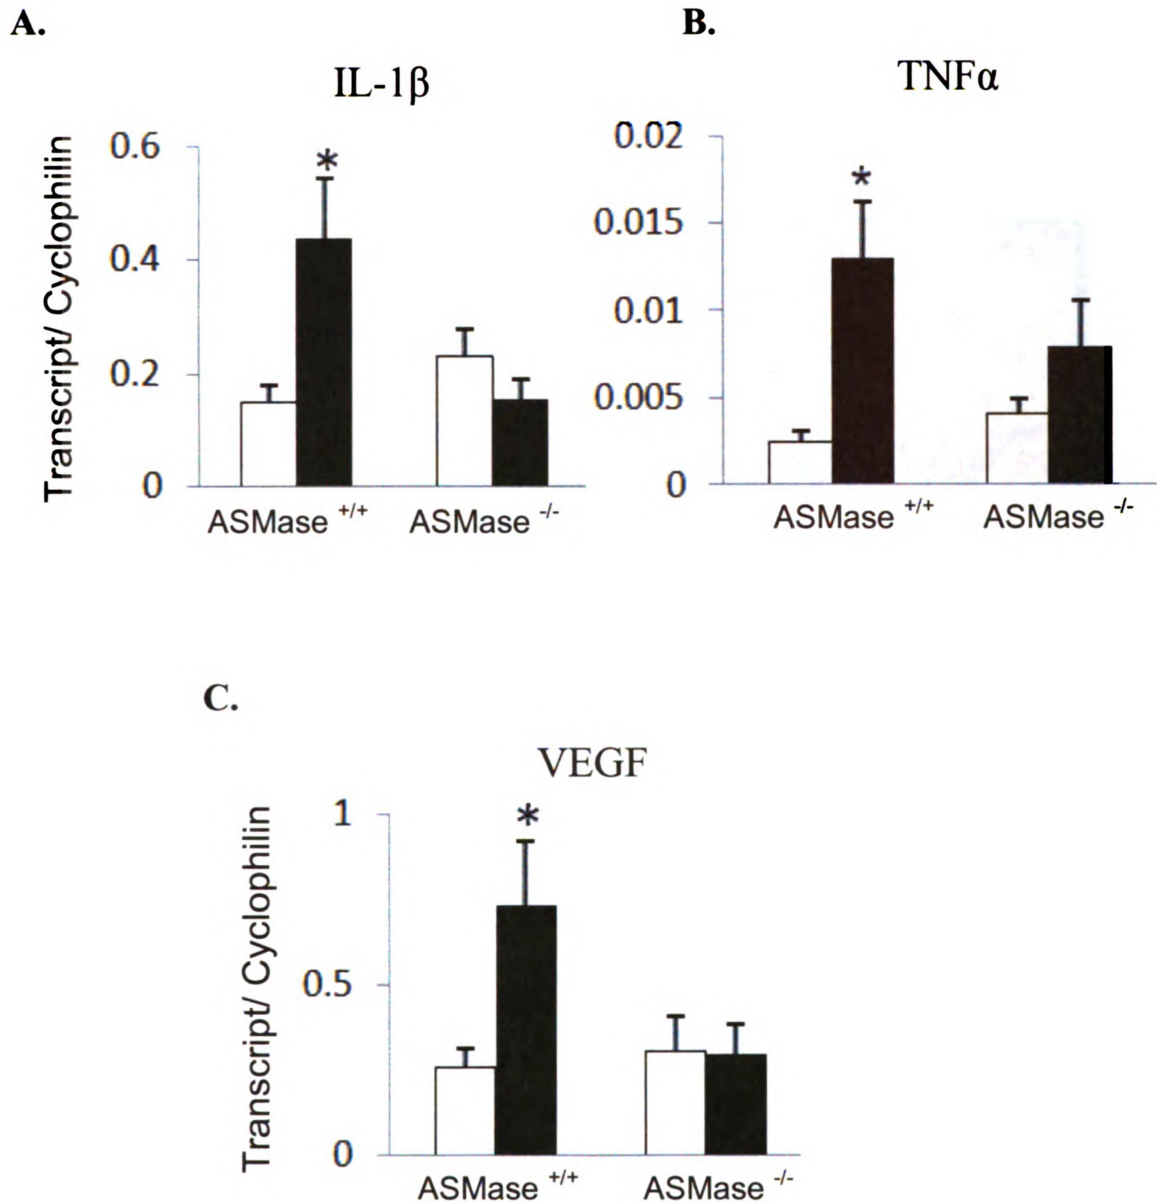 A.
IL-1β
Transcript/ Cyclophilin
0.6
0.4
0.2
0
*
ASMase +/+ ASMase -/-
B.
TNFα
0.02
0.015
0.01
0.005
0
*
ASMase +/+ ASMase -/-
C.
VEGF
Transcript/ Cyclophilin
1
0.5
0
*
ASMase +/+ ASMase -/-